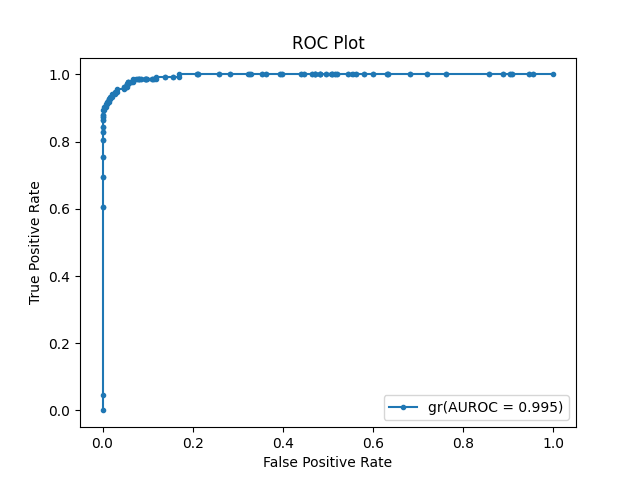 ROC Plot
1.0
0.8
0.6
0.4
0.2
0.0
True Positive Rate
0.0 0.2 0.4 0.6 0.8 1.0
False Positive Rate
gr(AUROC = 0.995)